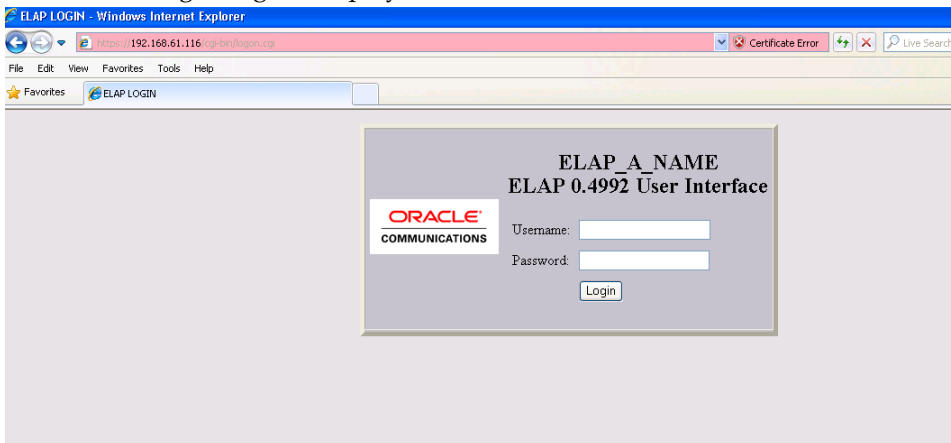 ELAP LOGIN - Windows Internet Explorer
https://192.168.61.116/cgi-bin/logon.cgi
Certificate Error
Live Search
File Edit View Favorites Tools Help
Favorites
ELAP LOGIN
ELAP_A_NAME
ELAP 0.4992 User Interface
ORACLE
COMMUNICATIONS
Username:
Password:
Login